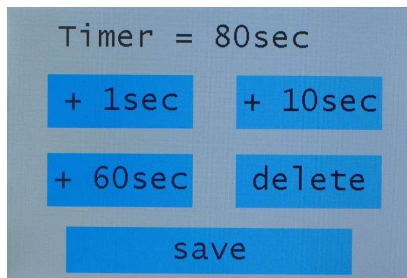 Timer = 80sec
+ 1sec + 10sec
+ 60sec delete
save